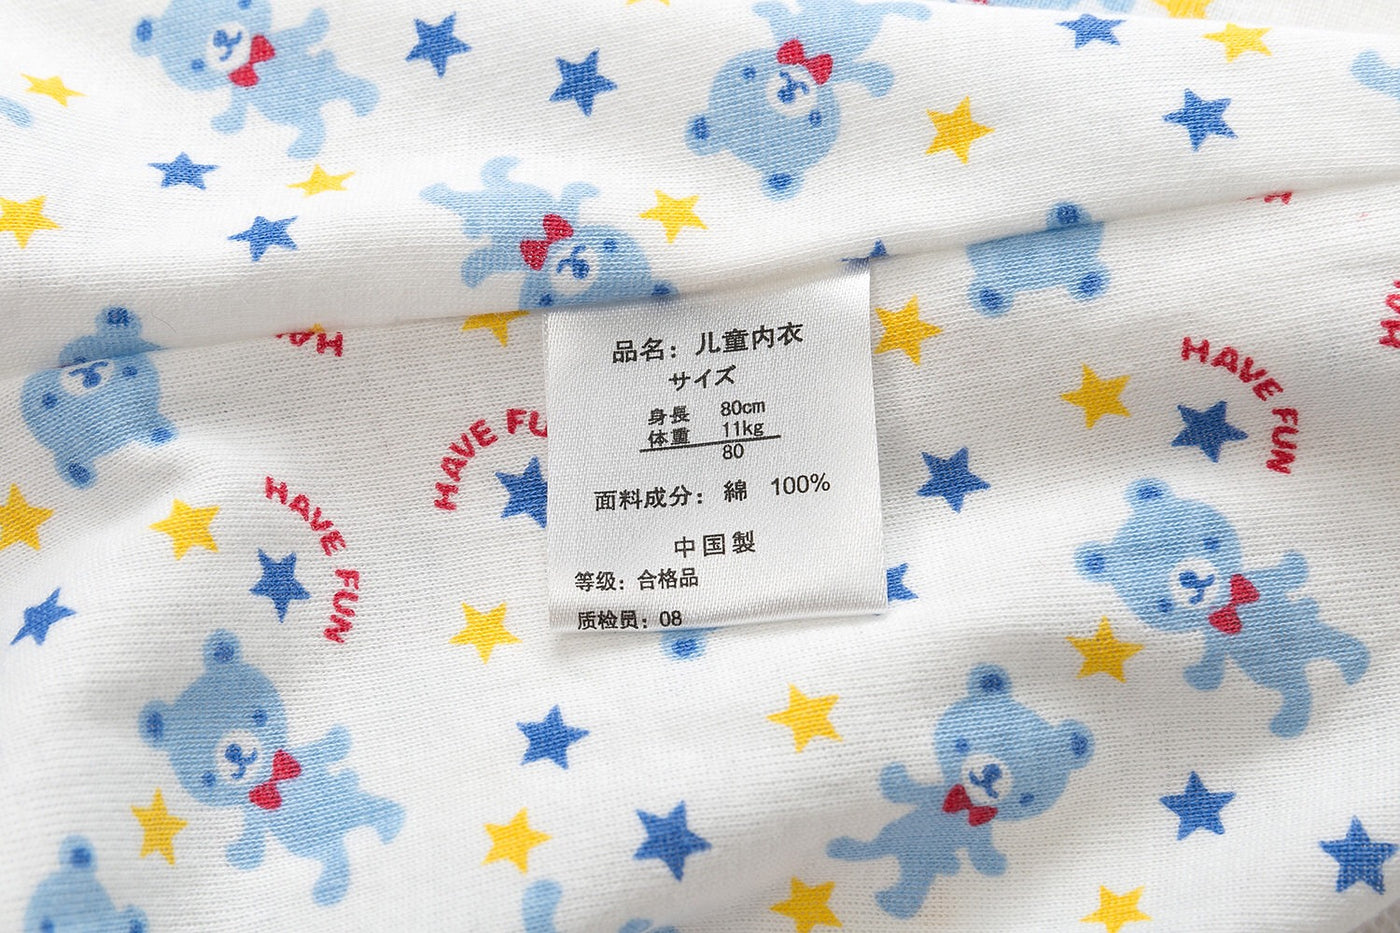 品名：儿童内衣
サイズ
身長 80cm
体重 11kg
80
面料成分：綿 100%
中国製
等级：合格品
质检员：08
HAVE FU
HAVE FUN
HAVE FUN
HA